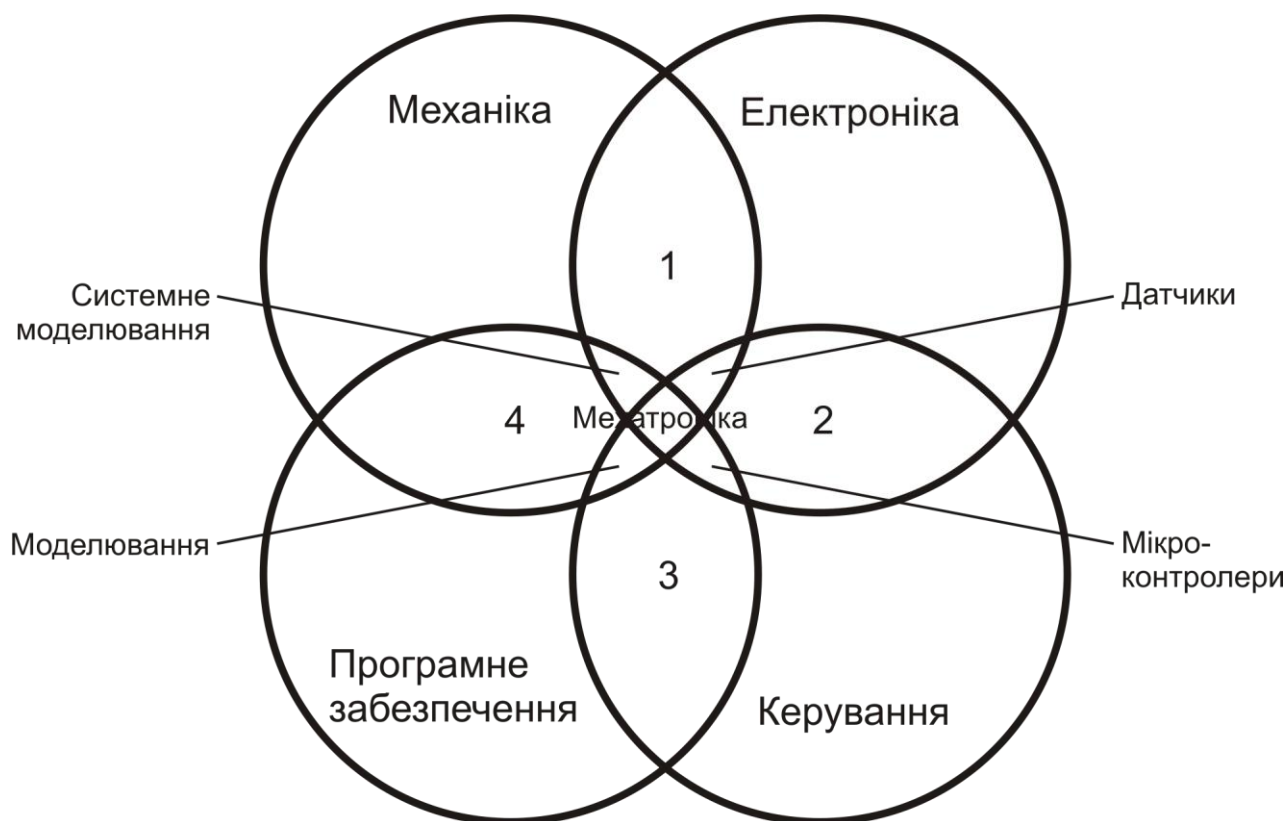 Механіка
Електроніка
1
Системне
моделювання
Датчики
4
Мехатроніка
2
Моделювання
Мікро-
контролери
3
Програмне
забезпечення
Керування